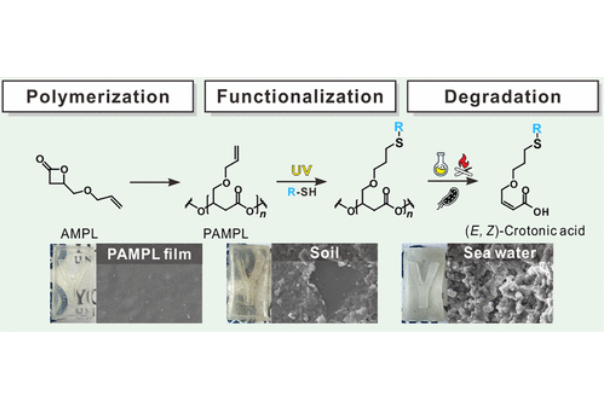 Polymerization
Functionalization
Degradation
O
O
O
AMPL
O
O
O
n
PAMPL
UV
R-SH
R
S
O
O
O
n
R
S
O
O
OH
(E, Z)-Crotonic acid
PAMPL film
Soil
Sea water
Y